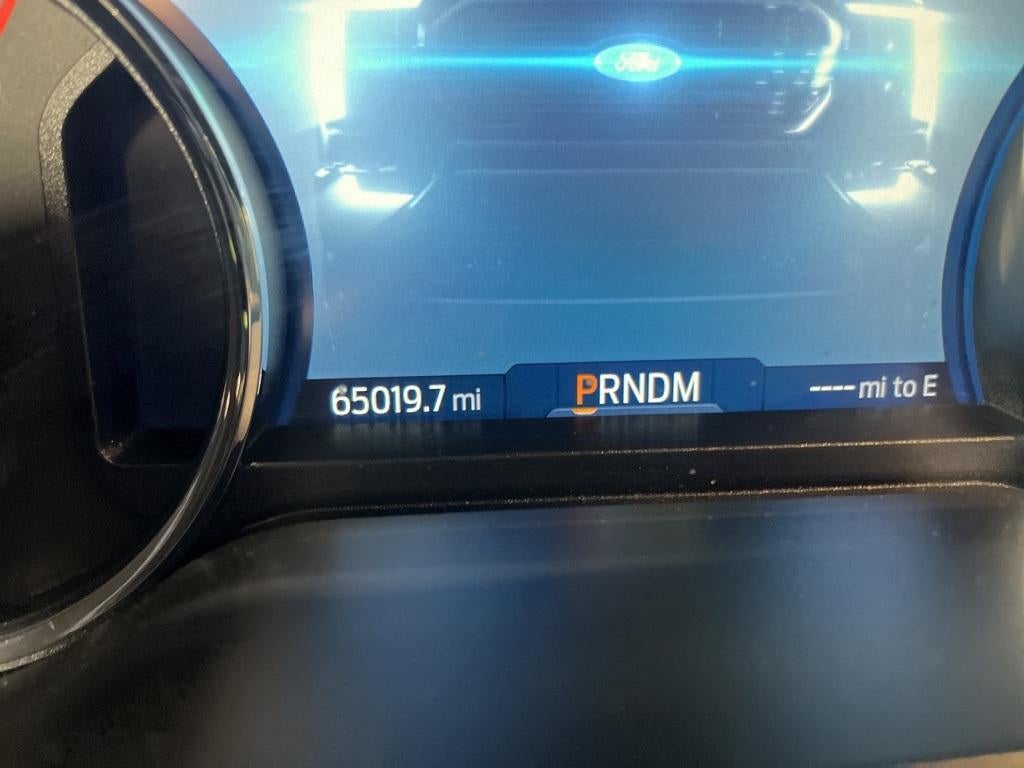 Ford
65019.7 mi
PRNDM
---- mi to E